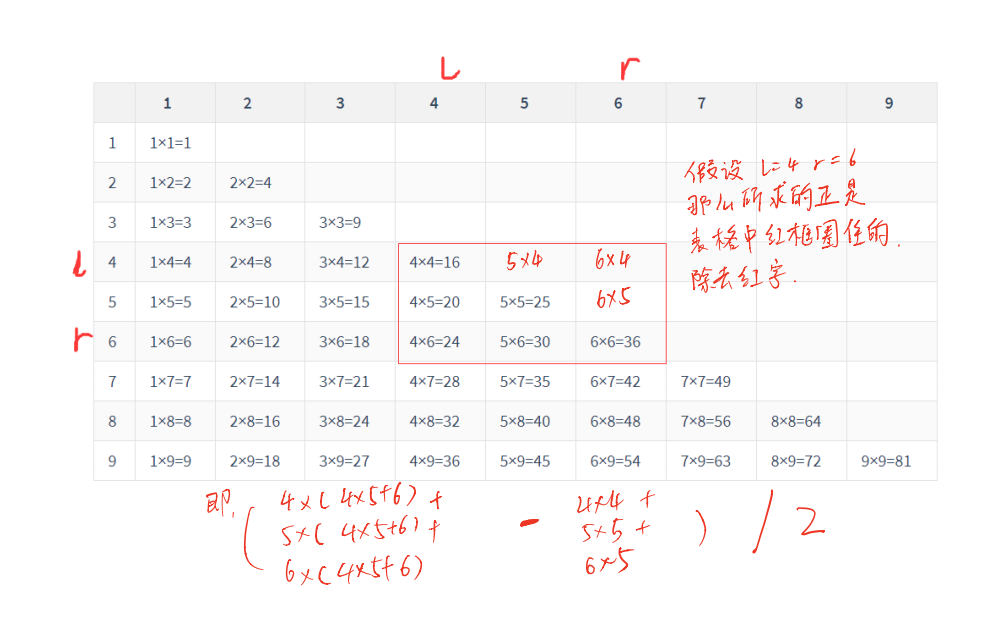 L r
1 2 3 4 5 6 7 8 9
1 1×1=1
2 1×2=2 2×2=4
3 1×3=3 2×3=6 3×3=9
l 4 1×4=4 2×4=8 3×4=12 4×4=16 5×4 6×4
5 1×5=5 2×5=10 3×5=15 4×5=20 5×5=25 6×5
r 6 1×6=6 2×6=12 3×6=18 4×6=24 5×6=30 6×6=36
7 1×7=7 2×7=14 3×7=21 4×7=28 5×7=35 6×7=42 7×7=49
8 1×8=8 2×8=16 3×8=24 4×8=32 5×8=40 6×8=48 7×8=56 8×8=64
9 1×9=9 2×9=18 3×9=27 4×9=36 5×9=45 6×9=54 7×9=63 8×9=72 9×9=81
假设 l=4 r=6
那么所求的正是
表格中红框圈住的.
除去红字.
即, ( 4×(4×5+6)+ - 4×4+ ) / 2
5×(4×5+6)+ 5×5+
6×(4×5+6) 6×5